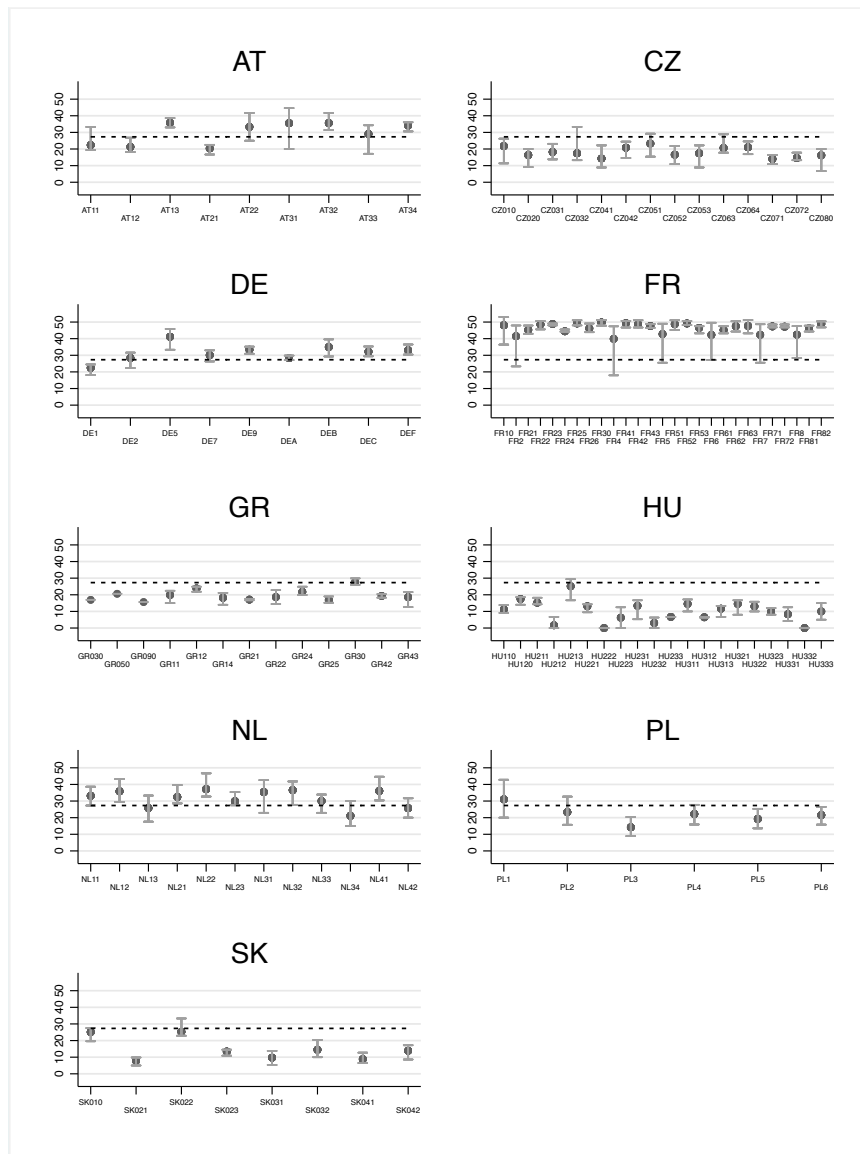 AT
0 10 20 30 40 50
AT11 AT12 AT13 AT21 AT22 AT31 AT32 AT33 AT34
CZ
0 10 20 30 40 50
CZ010 CZ020 CZ031 CZ032 CZ041 CZ042 CZ051 CZ052 CZ053 CZ063 CZ064 CZ071 CZ072 CZ080
DE
0 10 20 30 40 50
DE1 DE2 DE5 DE7 DE9 DEA DEB DEC DEF
FR
0 10 20 30 40 50
FR10 FR2 FR21 FR22 FR23 FR24 FR25 FR26 FR30 FR4 FR41 FR42 FR43 FR5 FR51 FR52 FR53 FR6 FR61 FR62 FR63 FR7 FR71 FR72 FR8 FR81 FR82
GR
0 10 20 30 40 50
GR030 GR050 GR090 GR11 GR12 GR14 GR21 GR22 GR24 GR25 GR30 GR42 GR43
HU
0 10 20 30 40 50
HU110 HU120 HU211 HU212 HU213 HU221 HU222 HU223 HU231 HU232 HU233 HU311 HU312 HU313 HU321 HU322 HU323 HU331 HU332 HU333
NL
0 10 20 30 40 50
NL11 NL12 NL13 NL21 NL22 NL23 NL31 NL32 NL33 NL34 NL41 NL42
PL
0 10 20 30 40 50
PL1 PL2 PL3 PL4 PL5 PL6
SK
0 10 20 30 40 50
SK010 SK021 SK022 SK023 SK031 SK032 SK041 SK042